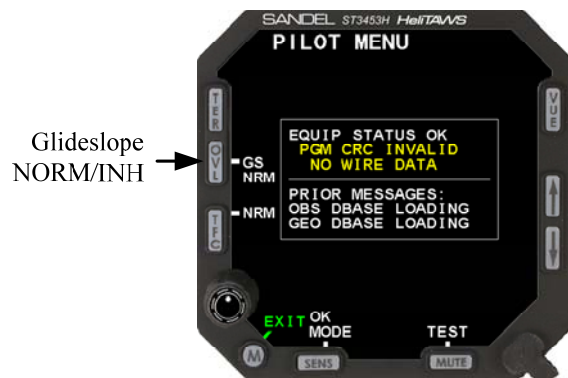 SANDEL ST3453H HeliTAWS
PILOT MENU
TER
VUE
Glideslope
NORM/INH
OVL
GS
NRM
EQUIP STATUS OK
PGM CRC INVALID
NO WIRE DATA
PRIOR MESSAGES:
OBS DBASE LOADING
GEO DBASE LOADING
TFC
NRM
EXIT
OK
MODE
TEST
M
SENS
MUTE